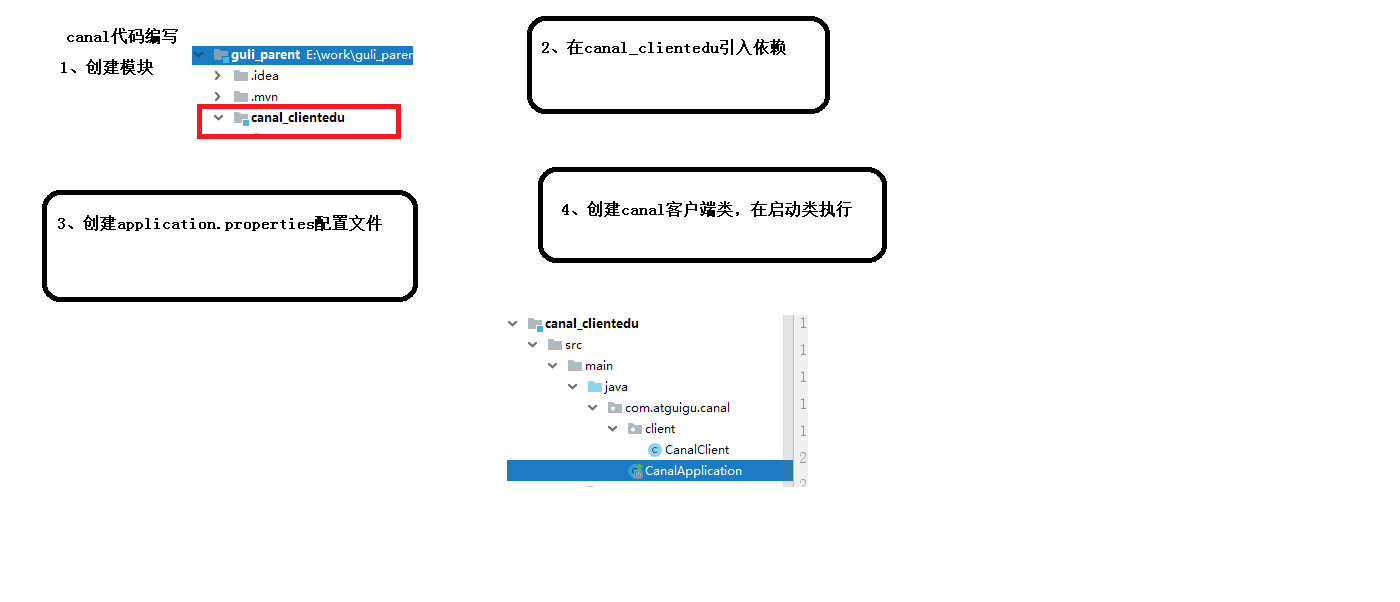 canal代码编写
1、创建模块
guli_parent E:\work\guli_parer
.idea
.mvn
canal_clientedu
2、在canal_clientedu引入依赖
3、创建application.properties配置文件
4、创建canal客户端类，在启动类执行
canal_clientedu
src
main
java
com.atguigu.canal
client
CanalClient
CanalApplication
1
1
1
1
1
2
2